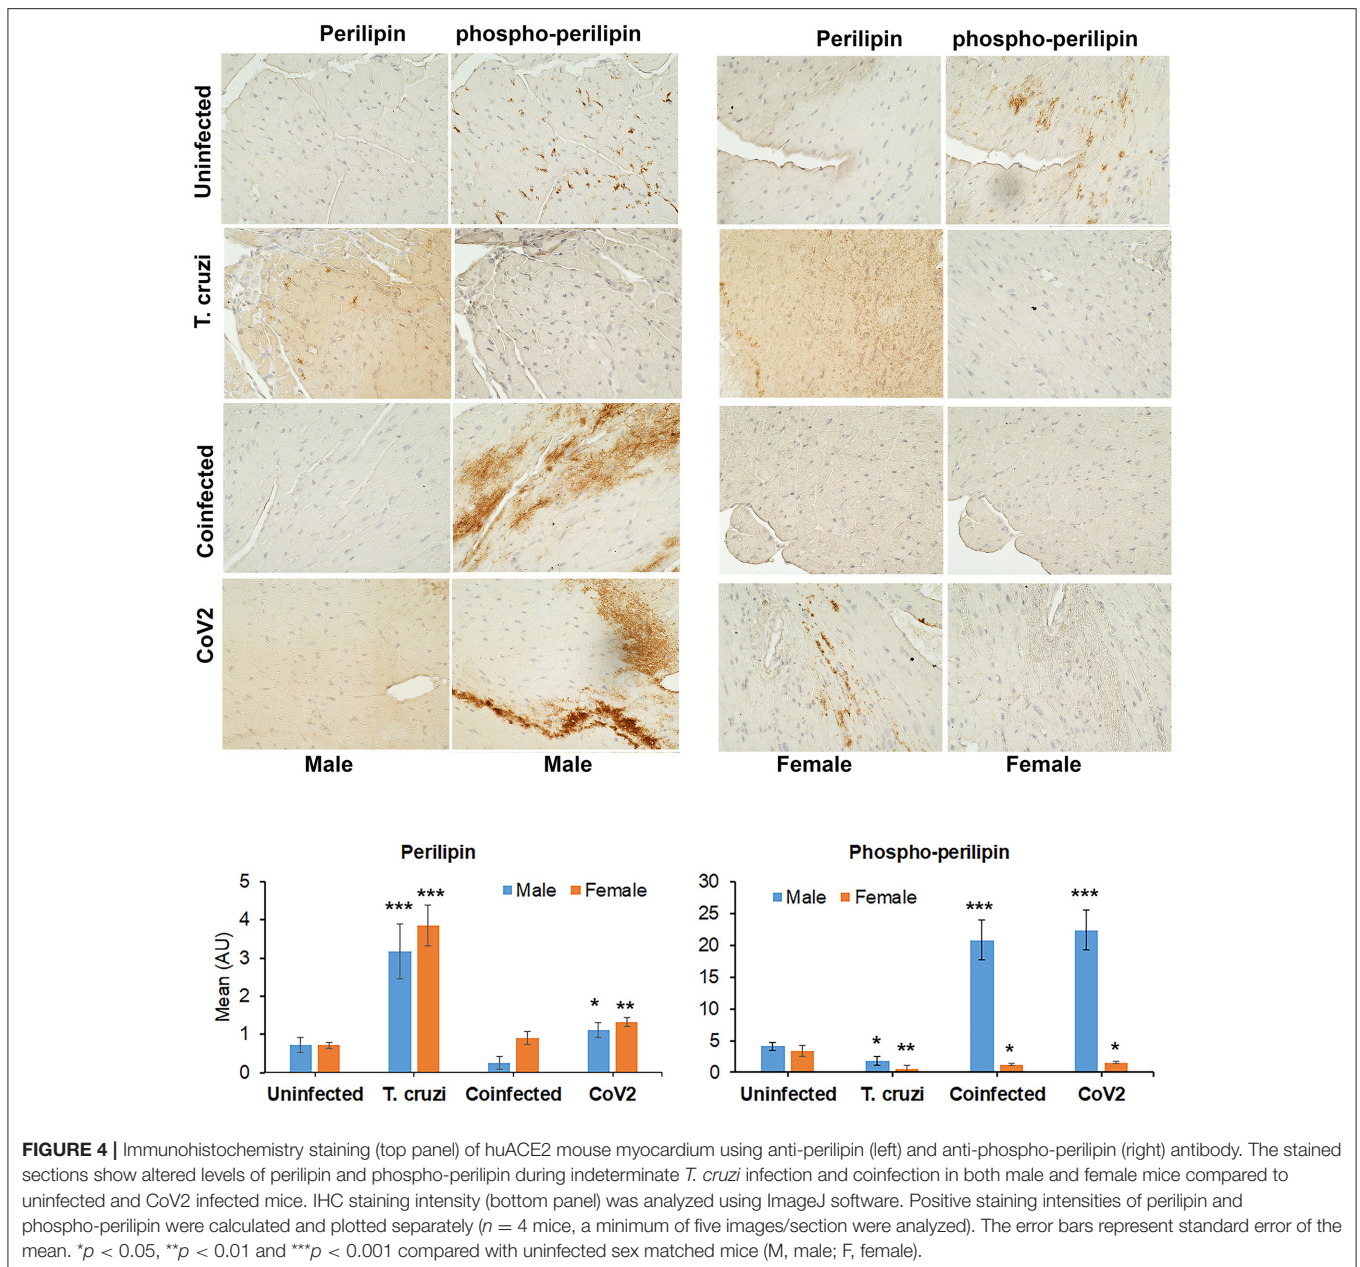 Perilipin phospho-perilipin Perilipin phospho-perilipin
Uninfected
T. cruzi
Coinfected
CoV2
Male Male Female Female
Perilipin
Mean (AU)
5
4
3
2
1
0
Male Female
*** ***
* **
Uninfected T. cruzi Coinfected CoV2
Phospho-perilipin
30
25
20
15
10
5
0
Male Female
*** ***
* ** * *
Uninfected T. cruzi Coinfected CoV2
FIGURE 4 | Immunohistochemistry staining (top panel) of huACE2 mouse myocardium using anti-perilipin (left) and anti-phospho-perilipin (right) antibody. The stained
sections show altered levels of perilipin and phospho-perilipin during indeterminate T. cruzi infection and coinfection in both male and female mice compared to
uninfected and CoV2 infected mice. IHC staining intensity (bottom panel) was analyzed using ImageJ software. Positive staining intensities of perilipin and
phospho-perilipin were calculated and plotted separately (n = 4 mice, a minimum of five images/section were analyzed). The error bars represent standard error of the
mean. *p < 0.05, **p < 0.01 and ***p < 0.001 compared with uninfected sex matched mice (M, male; F, female).